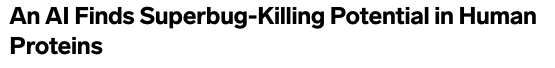 An AI Finds Superbug-Killing Potential in Human
Proteins